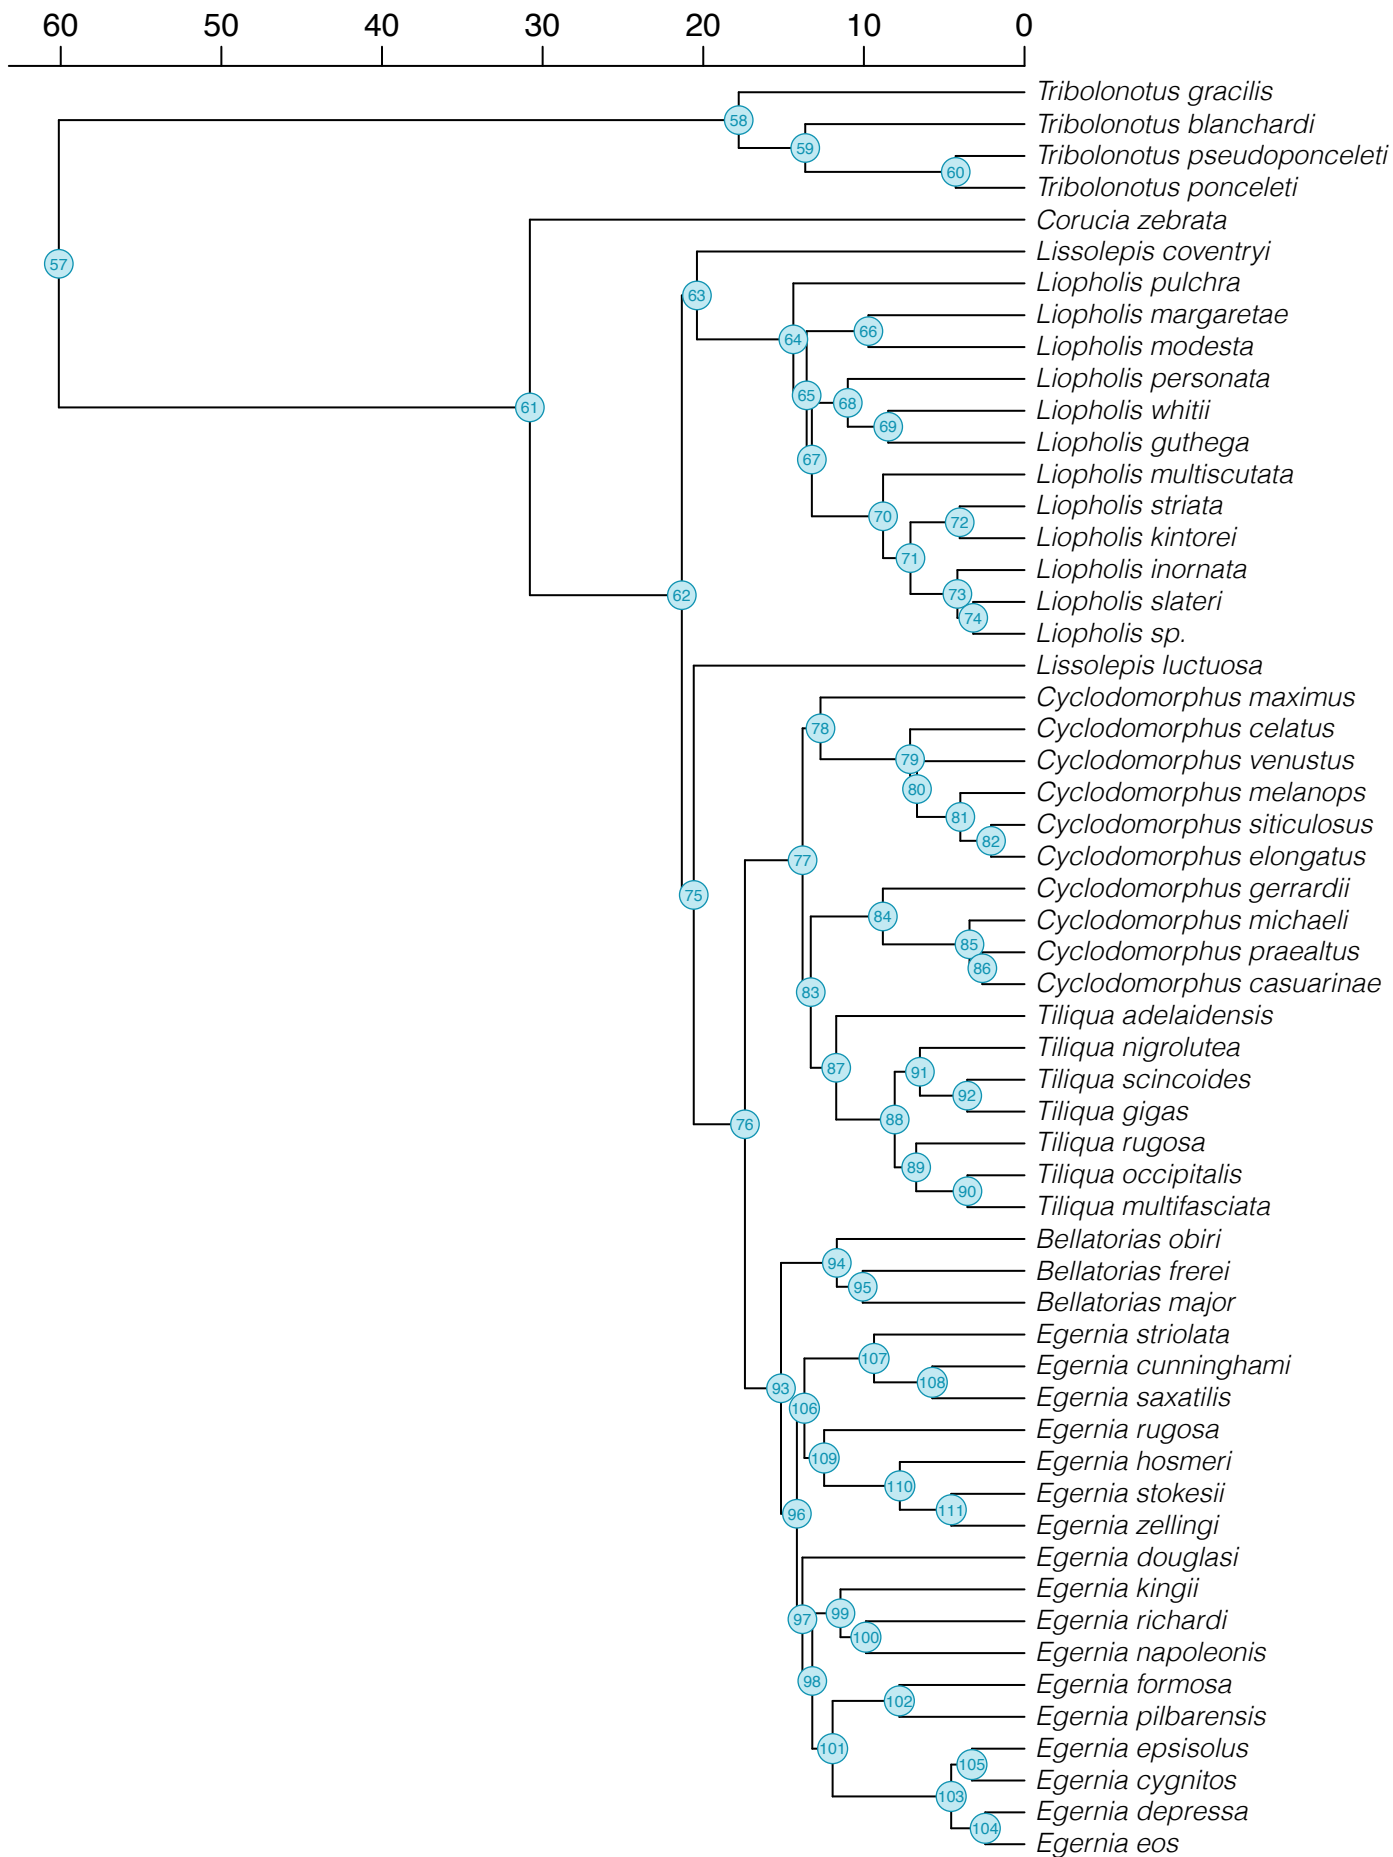 60 50 40 30 20 10 0
Tribolonotus gracilis
58
Tribolonotus blanchardi
59
Tribolonotus pseudoponceleti
60
Tribolonotus ponceleti
Corucia zebrata
Lissolepis coventryi
57
Liopholis pulchra
63
Liopholis margaretae
66
64
Liopholis modesta
Liopholis personata
65
68
61
Liopholis whitii
69
Liopholis guthega
67
Liopholis multiscutata
Liopholis striata
70
72
Liopholis kintorei
71
Liopholis inornata
73
62
Liopholis slateri
74
Liopholis sp.
Lissolepis luctuosa
Cyclodomorphus maximus
78
Cyclodomorphus celatus
79
Cyclodomorphus venustus
80
Cyclodomorphus melanops
81
Cyclodomorphus siticulosus
82
Cyclodomorphus elongatus
77
Cyclodomorphus gerrardii
75
84
Cyclodomorphus michaeli
85
Cyclodomorphus praealtus
86
Cyclodomorphus casuarinae
83
Tiliqua adelaidensis
Tiliqua nigrolutea
87
91
Tiliqua scincoides
92
Tiliqua gigas
88
76
Tiliqua rugosa
89
Tiliqua occipitalis
90
Tiliqua multifasciata
Bellatorias obiri
94
Bellatorias frerei
95
Bellatorias major
Egernia striolata
107
Egernia cunninghami
108
93
Egernia saxatilis
106
Egernia rugosa
109
Egernia hosmeri
110
Egernia stokesii
111
96
Egernia zellingi
Egernia douglasi
Egernia kingii
99
97
Egernia richardi
100
Egernia napoleonis
98
Egernia formosa
102
Egernia pilbarensis
101
Egernia epsisolus
105
Egernia cygnitos
103
Egernia depressa
104
Egernia eos